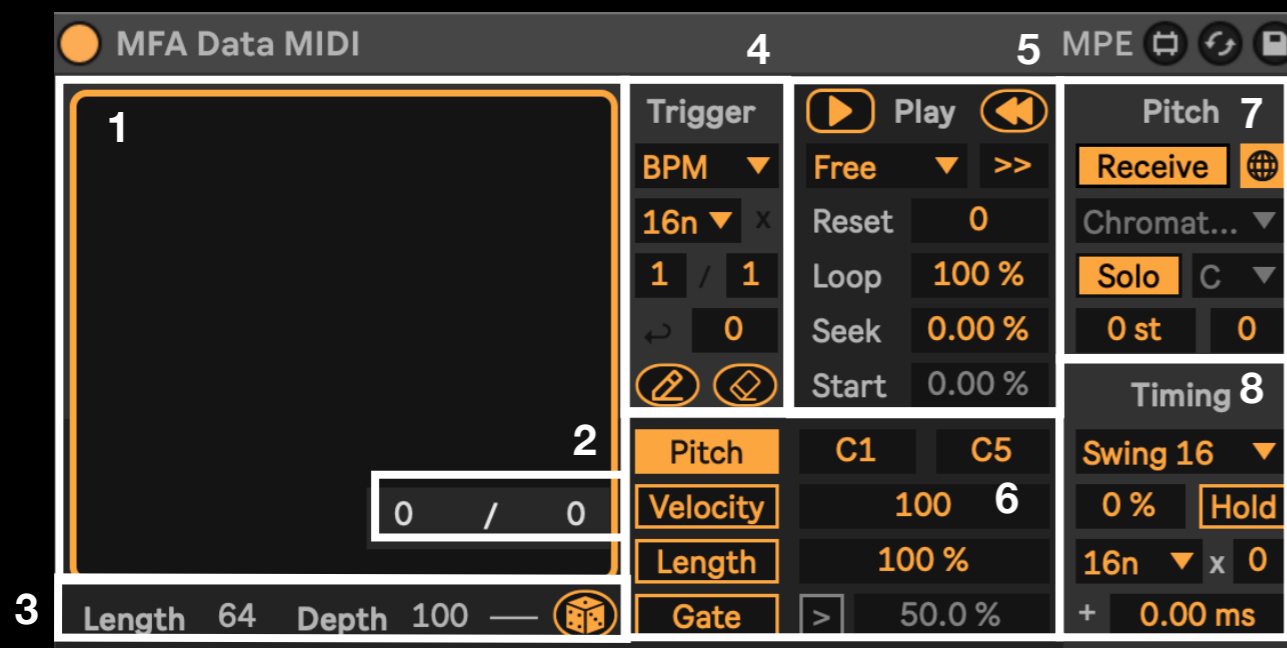 MFA Data MIDI
MPE
4
5
1
Trigger
BPM
16n x
1 / 1
0
Play
Free >>
Reset 0
Loop 100 %
Seek 0.00 %
Start 0.00 %
Pitch 7
Receive
Chromat...
Solo C
0 st 0
2
0 / 0
3
Length 64 Depth 100
Pitch C1 C5
Velocity 100 6
Length 100 %
Gate > 50.0 %
Timing 8
Swing 16
0 % Hold
16n x 0
+ 0.00 ms